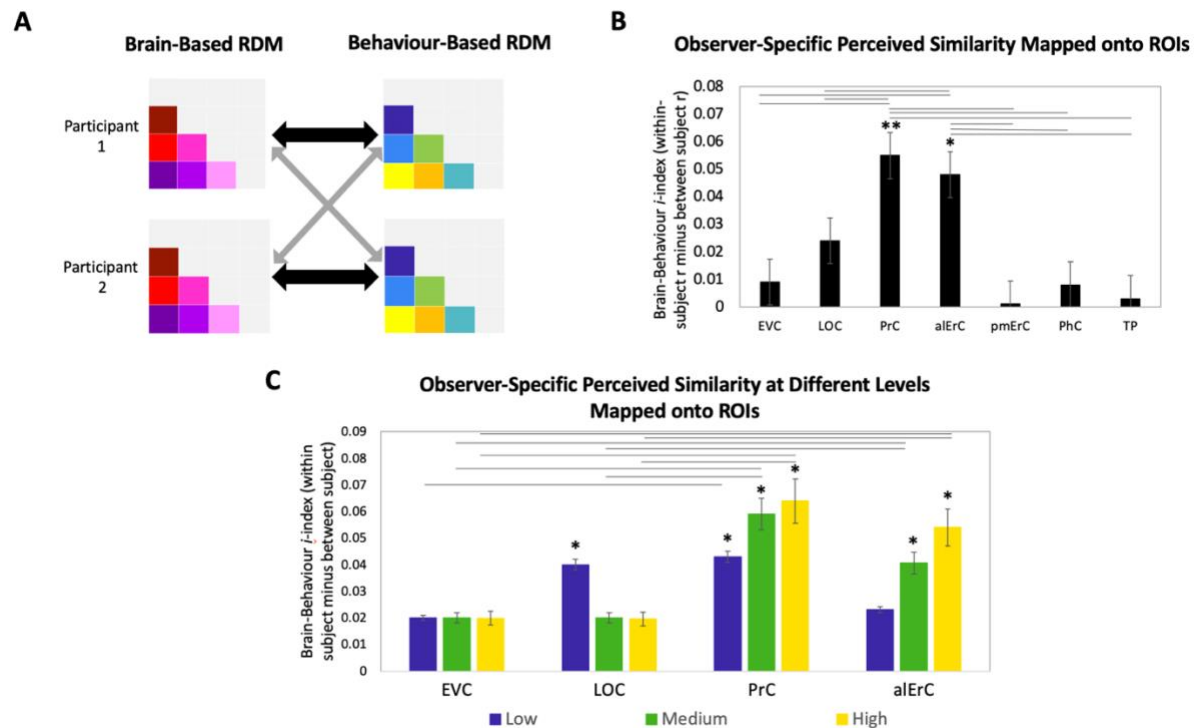 A
Brain-Based RDM
Behaviour-Based RDM
Participant
1
Participant
2
B
Observer-Specific Perceived Similarity Mapped onto ROIs
Brain-Behaviour i-index (within-
subject r minus between subject r)
0.08
0.07
0.06
0.05
0.04
0.03
0.02
0.01
0
**
*
EVC
LOC
PrC
alErC
pmErC
PhC
TP
C
Observer-Specific Perceived Similarity at Different Levels
Mapped onto ROIs
Brain-Behaviour i-index (within
subject minus between subject)
0.09
0.08
0.07
0.06
0.05
0.04
0.03
0.02
0.01
0
*
*
*
*
*
*
EVC
LOC
PrC
alErC
Low
Medium
High